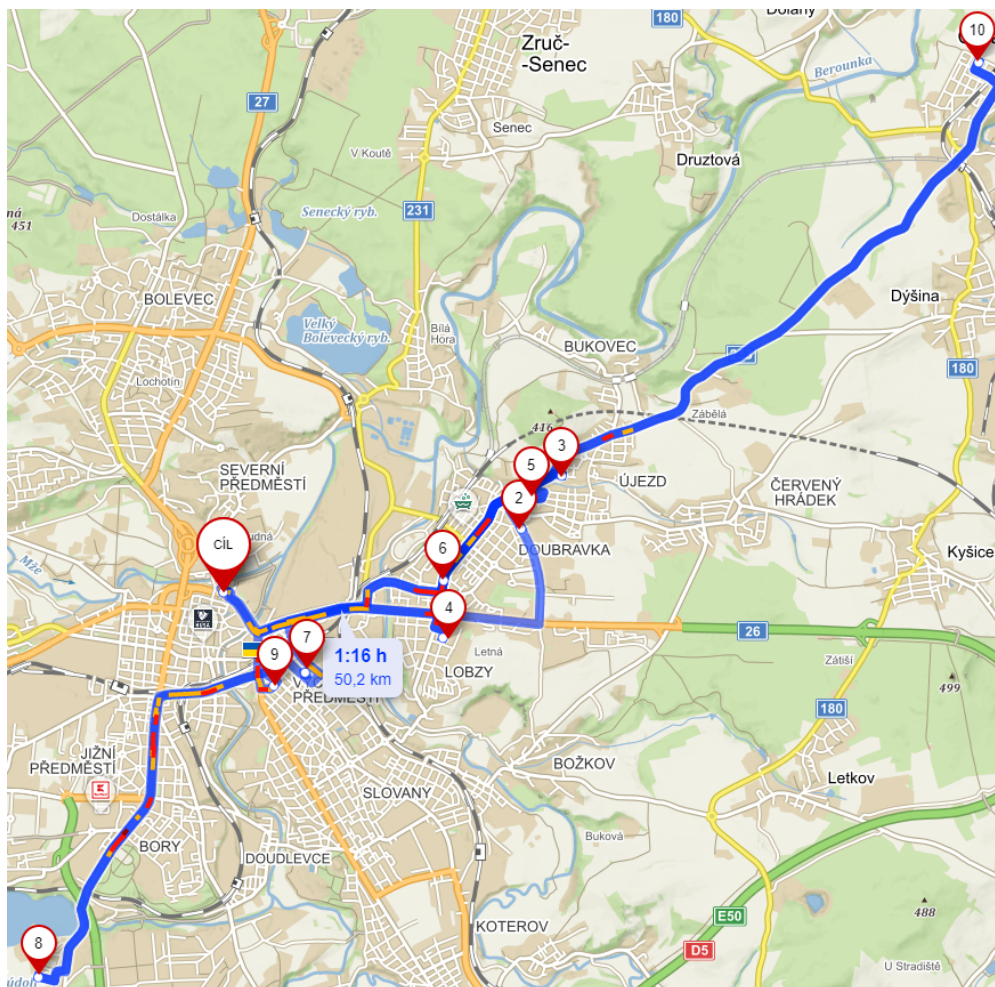 Zruč-
-Senec
180
10
Berounka
27
Senec
V Koutě
Druztová
Dostálka
451
Senecký ryb.
231
BOLEVEC
Dýšina
Velký
Bolevecký ryb.
Bílá
Hora
BUKOVEC
180
Lochotín
Zábělá
416
3
SEVERNÍ
PŘEDMĚSTÍ
5
ÚJEZD
ČERVENÝ
HRÁDEK
2
CÍL
DOUBRAVKA
Kyšice
Mže
6
4
26
7
1:16 h
50,2 km
Letná
LOBZY
9
Zátiší
PŘEDMĚSTÍ
499
180
JIŽNÍ
PŘEDMĚSTÍ
BOŽKOV
Letkov
SLOVANY
Buková
BORY
DOUDLEVCE
488
E50
KOTEROV
D5
8
U Stradiště